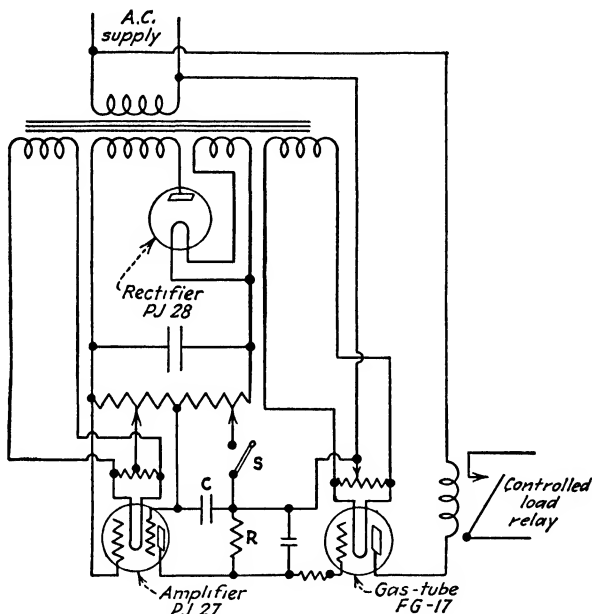 A.C.
supply
Rectifier
PJ 28
S
C
R
Controlled
load
relay
Amplifier
PJ 27
Gas-tube
FG-17